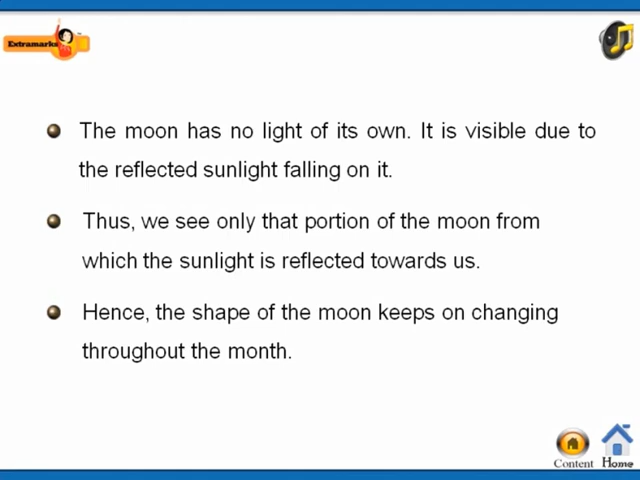 Extramarks
The moon has no light of its own. It is visible due to
the reflected sunlight falling on it.
Thus, we see only that portion of the moon from
which the sunlight is reflected towards us.
Hence, the shape of the moon keeps on changing
throughout the month.
Content Home